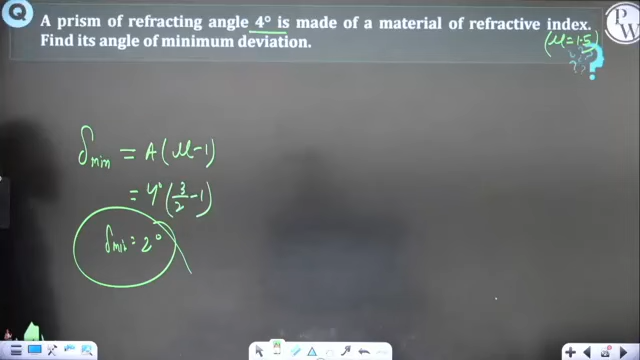 Q A prism of refracting angle 4° is made of a material of refractive index.
(μ = 1.5)
Find its angle of minimum deviation.
PW
δmin = A(μ-1)
= 4°(3/2 -1)
δmin = 2°